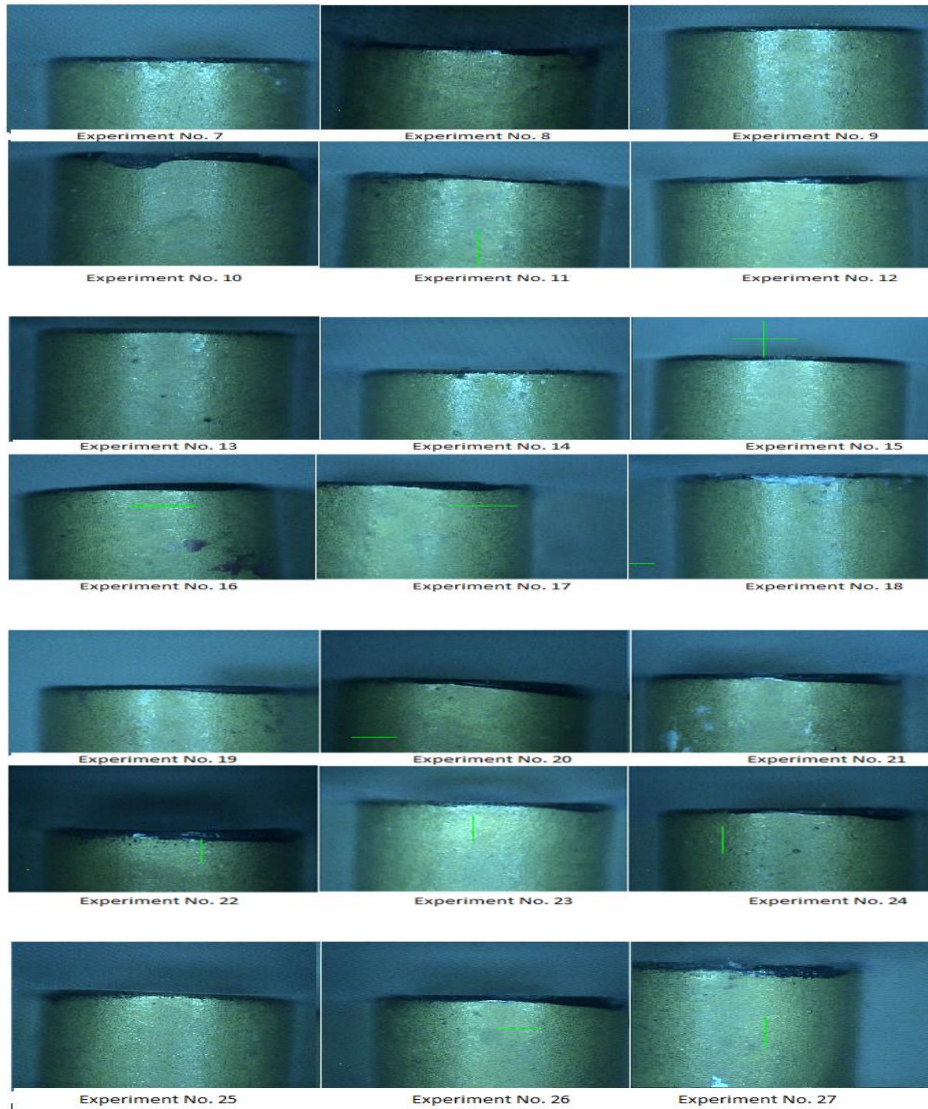 Experiment No. 7
Experiment No. 8
Experiment No. 9
Experiment No. 10
Experiment No. 11
Experiment No. 12
Experiment No. 13
Experiment No. 14
Experiment No. 15
Experiment No. 16
Experiment No. 17
Experiment No. 18
Experiment No. 19
Experiment No. 20
Experiment No. 21
Experiment No. 22
Experiment No. 23
Experiment No. 24
Experiment No. 25
Experiment No. 26
Experiment No. 27